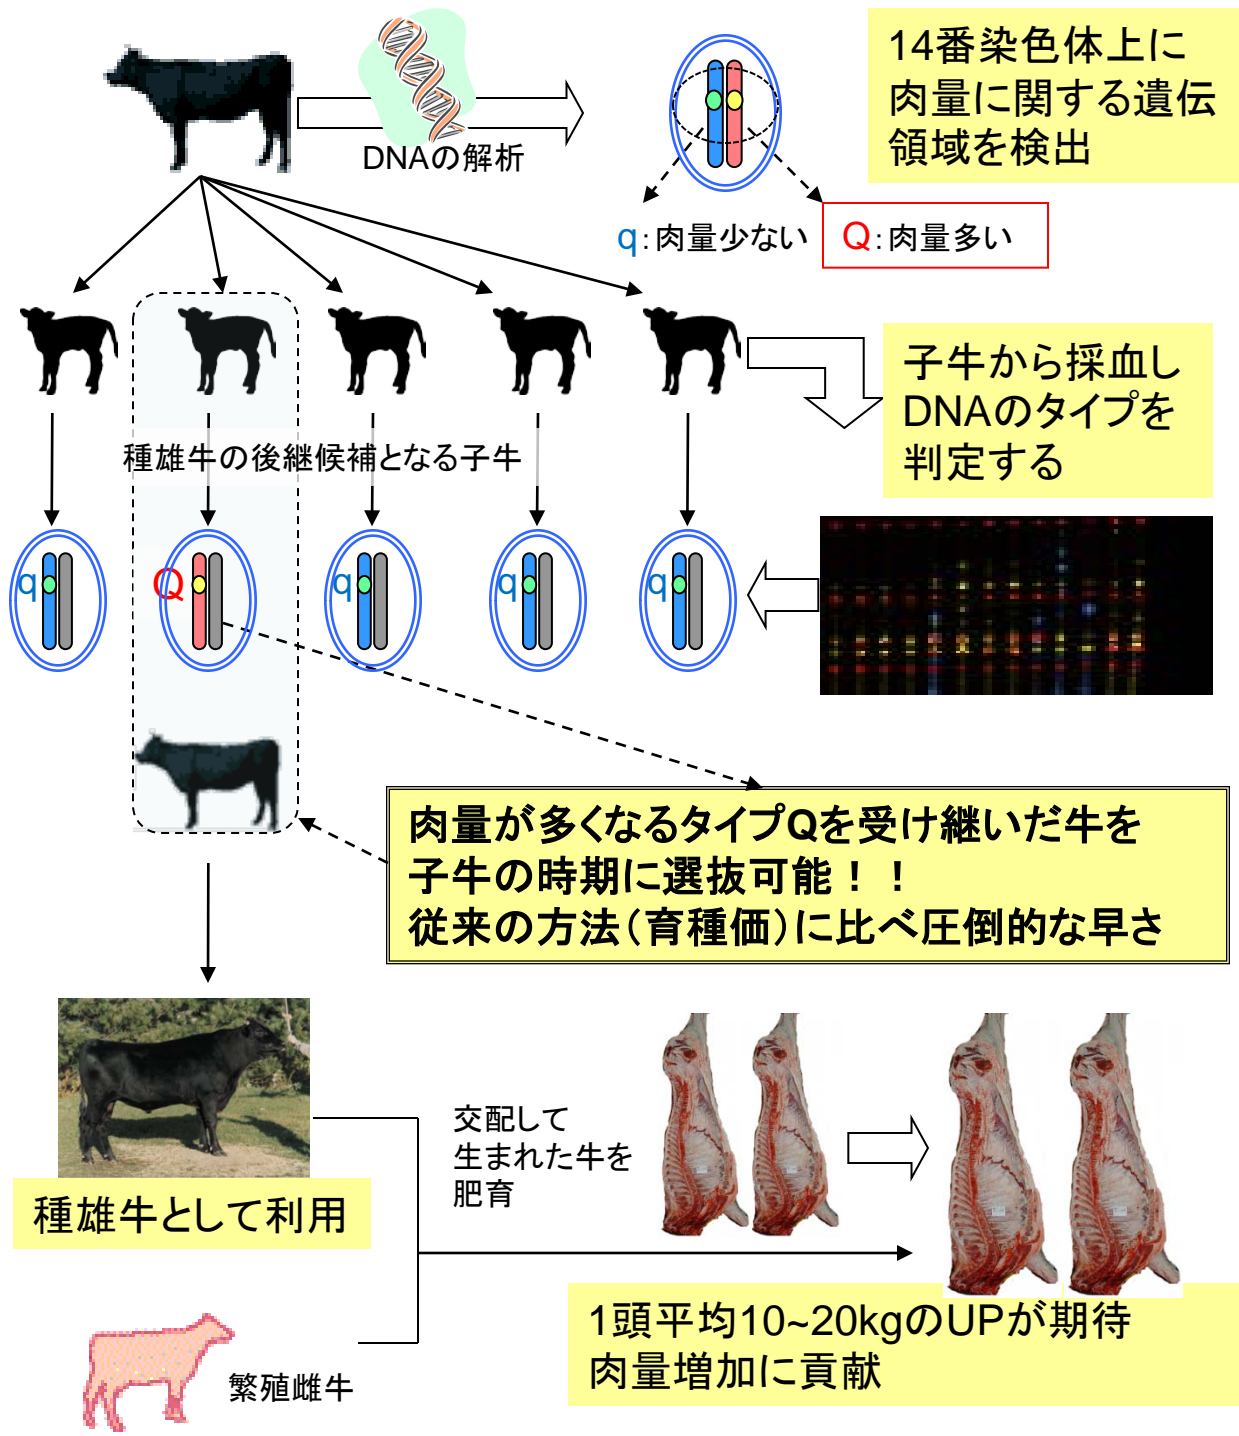 14番染色体上に
肉量に関する遺伝
領域を検出
DNAの解析
q:肉量少ない
Q:肉量多い
子牛から採血し
DNAのタイプを
判定する
種雄牛の後継候補となる子牛
q
Q
q
q
q
肉量が多くなるタイプQを受け継いだ牛を
子牛の時期に選抜可能！！
従来の方法（育種価）に比べ圧倒的な早さ
交配して
生まれた牛を
肥育
種雄牛として利用
1頭平均10~20kgのUPが期待
肉量増加に貢献
繁殖雌牛